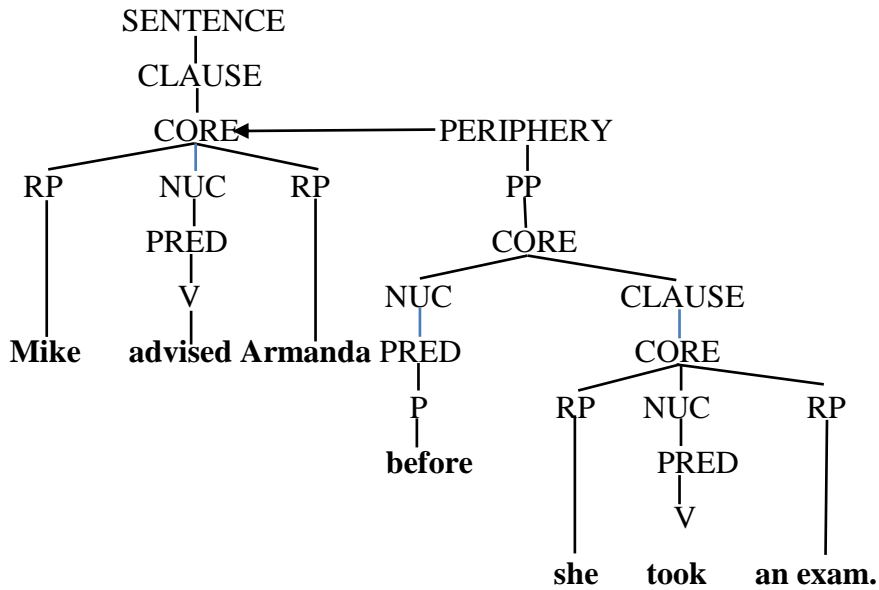 SENTENCE
CLAUSE
CORE PERIPHERY
RP NUC RP PP
PRED CORE
V NUC CLAUSE
Mike advised Armanda PRED CORE
P RP NUC RP
before PRED
V
she took an exam.